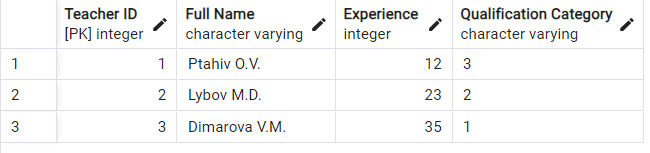 Teacher ID Full Name Experience Qualification Category
[PK] integer character varying integer character varying
1 1 Ptahiv O.V. 12 3
2 2 Lybov M.D. 23 2
3 3 Dimarova V.M. 35 1